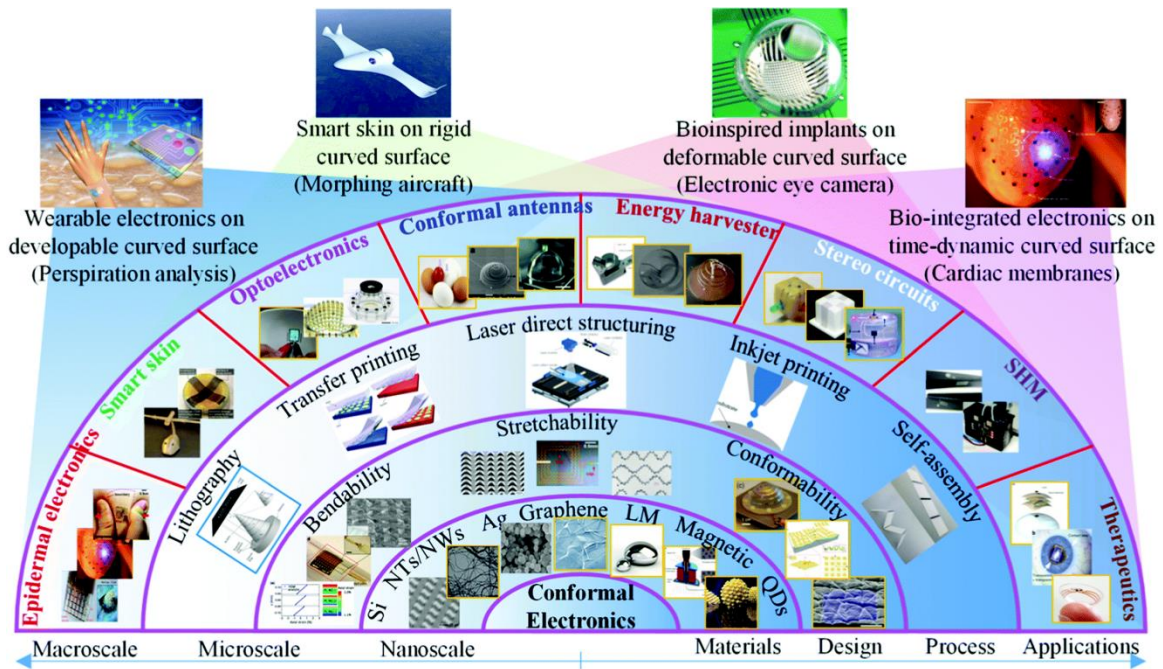 Smart skin on rigid
curved surface
(Morphing aircraft)
Bioinspired implants on
deformable curved surface
(Electronic eye camera)
Wearable electronics on
developable curved surface
(Perspiration analysis)
Bio-integrated electronics on
time-dynamic curved surface
(Cardiac membranes)
Epidermal electronics
Smart skin
Optoelectronics
Conformal antennas
Energy harvester
Stereo circuits
SHM
Therapeutics
Lithography
Transfer printing
Laser direct structuring
Inkjet printing
Self-assembly
Bendability
Stretchability
Conformability
Si
NTs/NWs
Ag
Graphene
LM
Magnetic
QDs
Conformal
Electronics
Macroscale
Microscale
Nanoscale
Materials
Design
Process
Applications